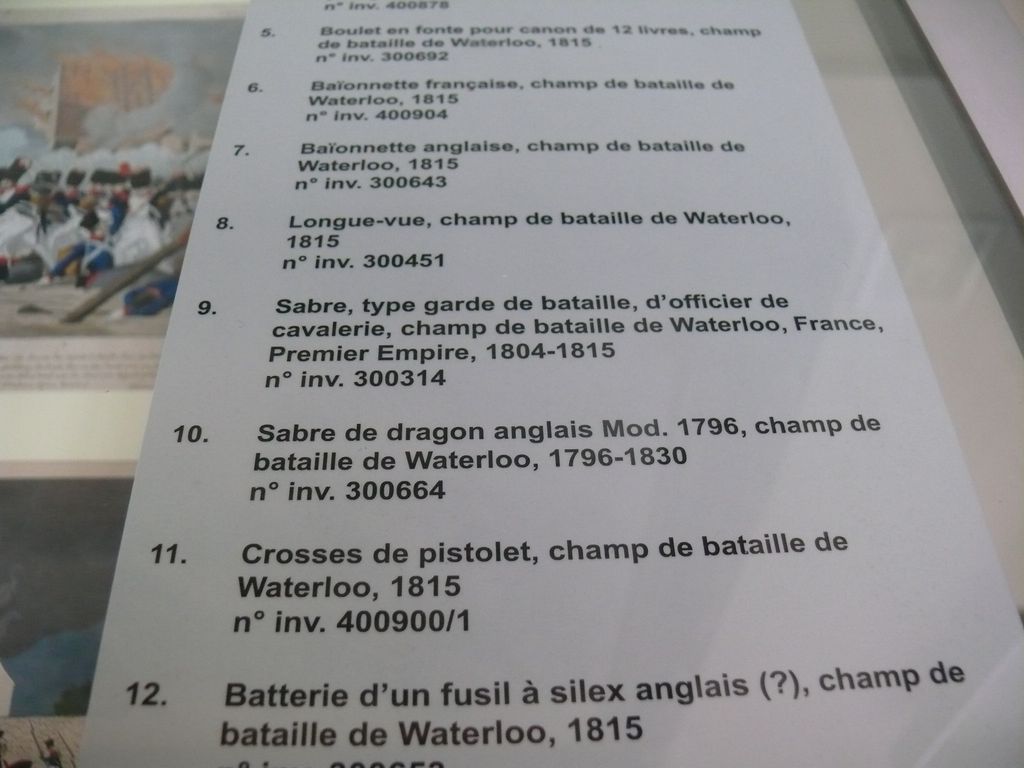 n° inv. 400878
5. Boulet en fonte pour canon de 12 livres, champ
de bataille de Waterloo, 1815
n° inv. 300692
6. Baïonnette française, champ de bataille de
Waterloo, 1815
n° inv. 400904
7. Baïonnette anglaise, champ de bataille de
Waterloo, 1815
n° inv. 300643
8. Longue-vue, champ de bataille de Waterloo,
1815
n° inv. 300451
9. Sabre, type garde de bataille, d'officier de
cavalerie, champ de bataille de Waterloo, France,
Premier Empire, 1804-1815
n° inv. 300314
10. Sabre de dragon anglais Mod. 1796, champ de
bataille de Waterloo, 1796-1830
n° inv. 300664
11. Crosses de pistolet, champ de bataille de
Waterloo, 1815
n° inv. 400900/1
12. Batterie d'un fusil à silex anglais (?), champ de
bataille de Waterloo, 1815
n° inv.